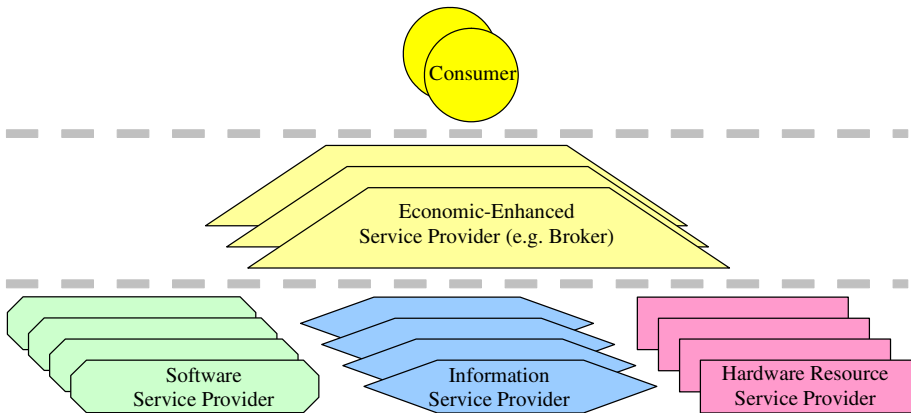 Consumer
Economic-Enhanced
Service Provider (e.g. Broker)
Software
Service Provider
Information
Service Provider
Hardware Resource
Service Provider